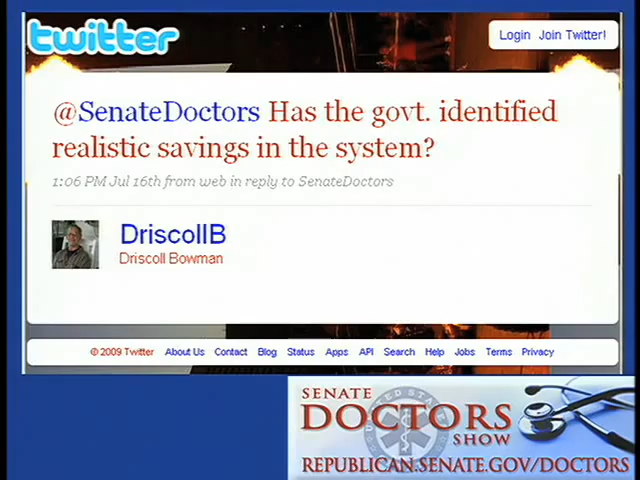 twitter
Login Join Twitter!
@SenateDoctors Has the govt. identified
realistic savings in the system?
1:06 PM Jul 16th from web in reply to SenateDoctors
DriscollB
Driscoll Bowman
© 2009 Twitter About Us Contact Blog Status Apps API Search Help Jobs Terms Privacy
SENATE
DOCTORS
SHOW
REPUBLICAN.SENATE.GOV/DOCTORS